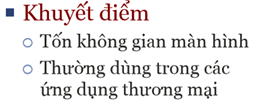 Khuyết điểm
Tốn không gian màn hình
Thường dùng trong các
ứng dụng thương mại